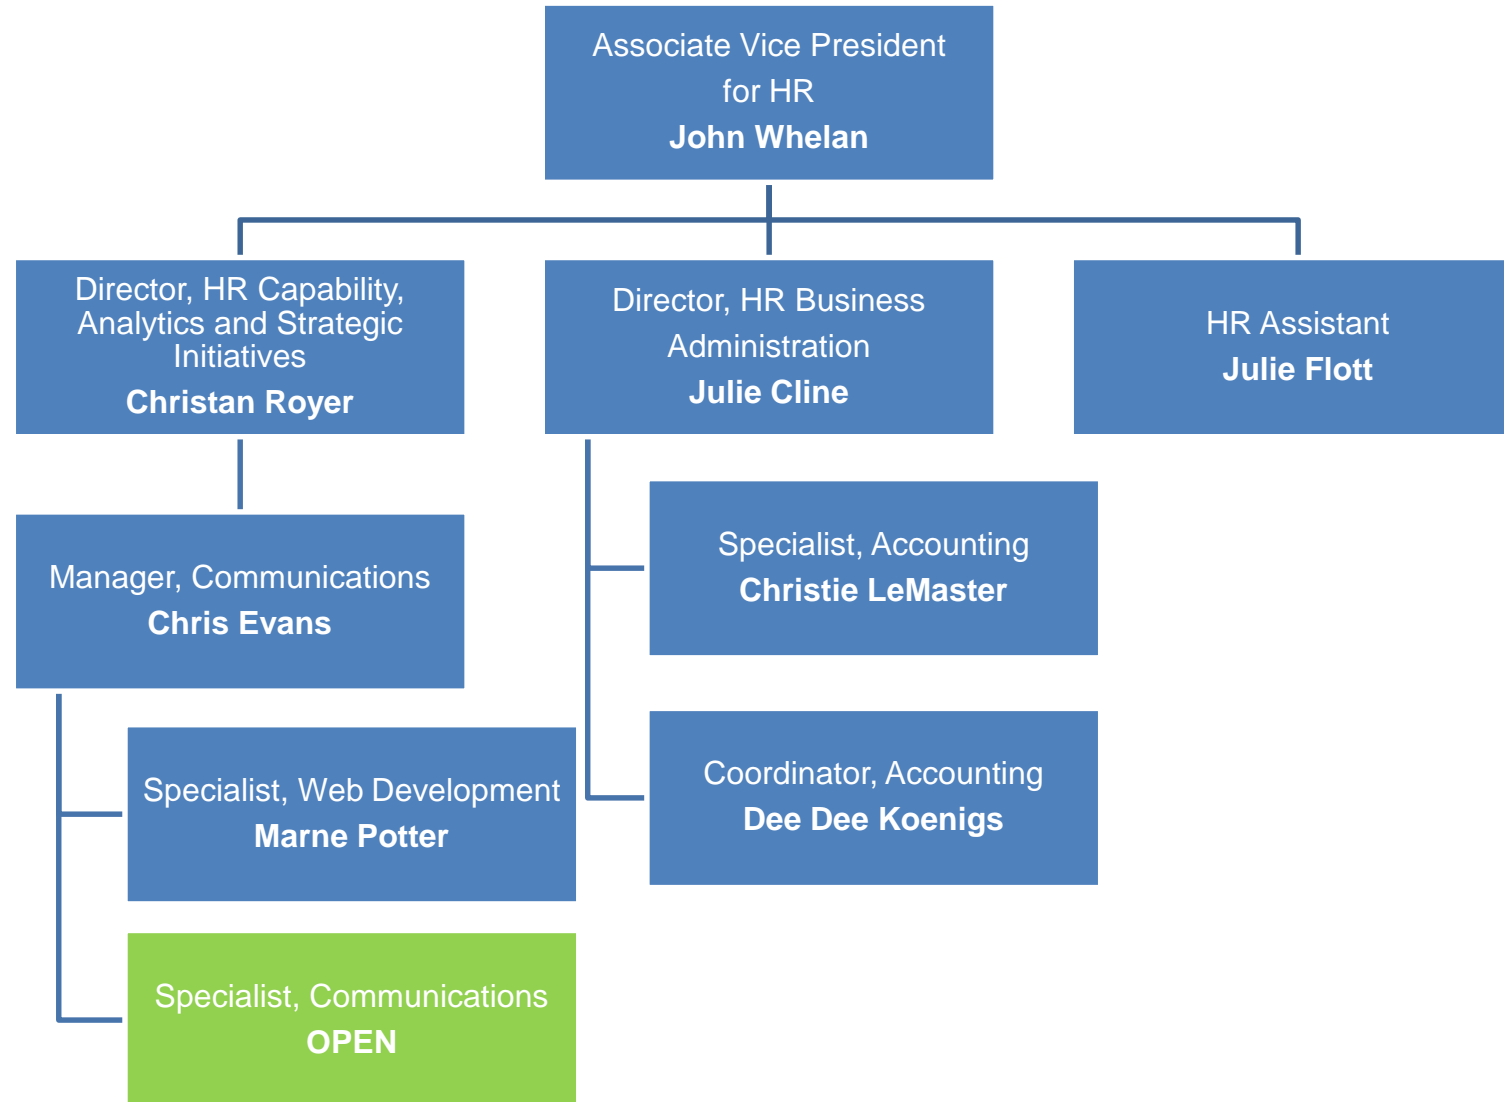 Associate Vice President
for HR
John Whelan
Director, HR Capability,
Analytics and Strategic
Initiatives
Christan Royer
Director, HR Business
Administration
Julie Cline
HR Assistant
Julie Flott
Manager, Communications
Chris Evans
Specialist, Accounting
Christie LeMaster
Specialist, Web Development
Marne Potter
Coordinator, Accounting
Dee Dee Koenigs
Specialist, Communications
OPEN